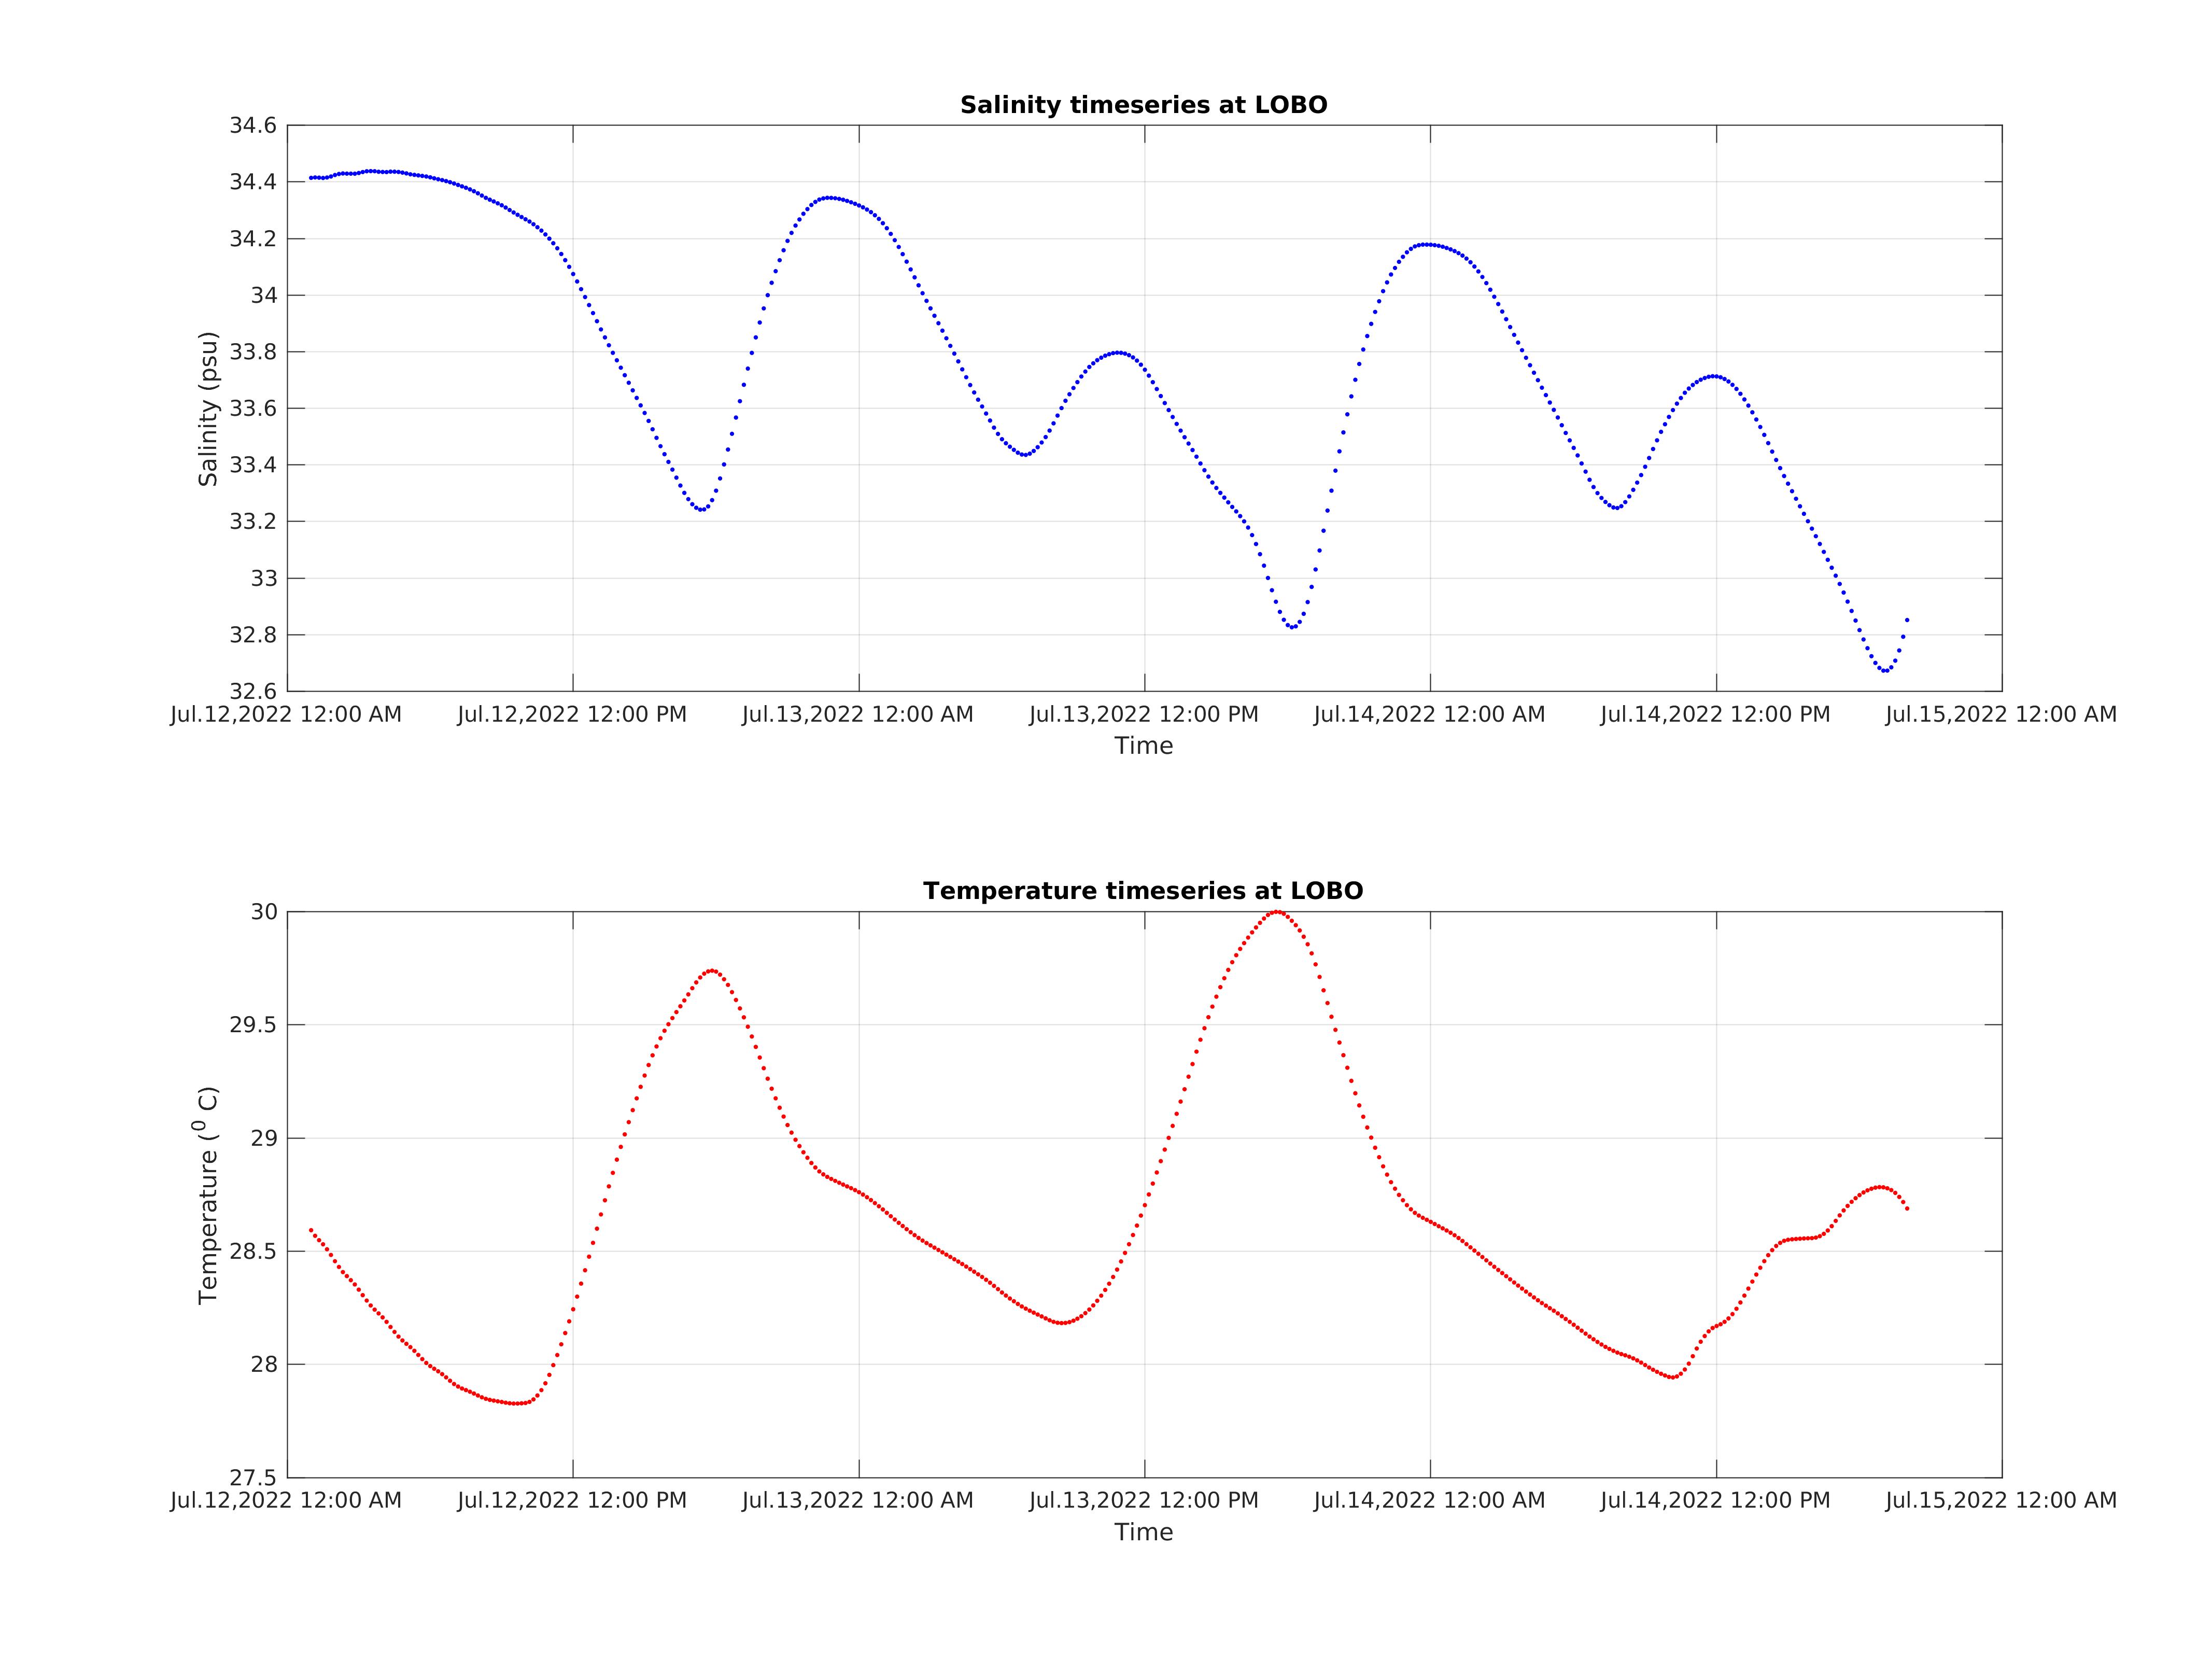 Salinity timeseries at LOBO
34.6
34.4
34.2
34
33.8
33.6
33.4
33.2
33
32.8
32.6
Salinity (psu)
Jul.12,2022 12:00 AM Jul.12,2022 12:00 PM Jul.13,2022 12:00 AM Jul.13,2022 12:00 PM Jul.14,2022 12:00 AM Jul.14,2022 12:00 PM Jul.15,2022 12:00 AM
Time
Temperature timeseries at LOBO
30
29.5
29
28.5
28
27.5
Temperature (⁰ C)
Jul.12,2022 12:00 AM Jul.12,2022 12:00 PM Jul.13,2022 12:00 AM Jul.13,2022 12:00 PM Jul.14,2022 12:00 AM Jul.14,2022 12:00 PM Jul.15,2022 12:00 AM
Time